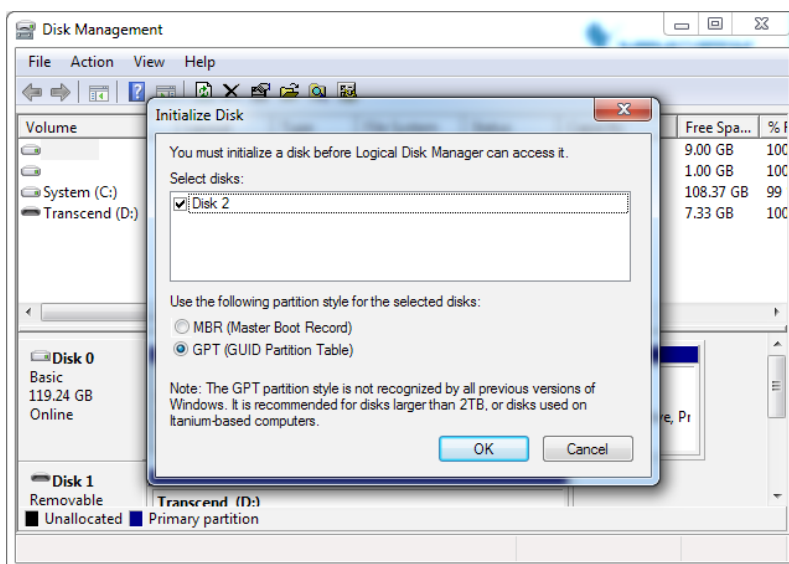 Disk Management
File Action View Help
Initialize Disk
Volume
Free Spa... % F
You must initialize a disk before Logical Disk Manager can access it.
9.00 GB 100
Select disks:
1.00 GB 100
System (C:)
Disk 2
108.37 GB 99
Transcend (D:)
7.33 GB 100
Use the following partition style for the selected disks:
MBR (Master Boot Record)
GPT (GUID Partition Table)
Disk 0
Basic
119.24 GB
Online
Note: The GPT partition style is not recognized by all previous versions of
Windows. It is recommended for disks larger than 2TB, or disks used on
Itanium-based computers.
ve, Pr
OK Cancel
Disk 1
Removable
Transcend (D:)
Unallocated Primary partition